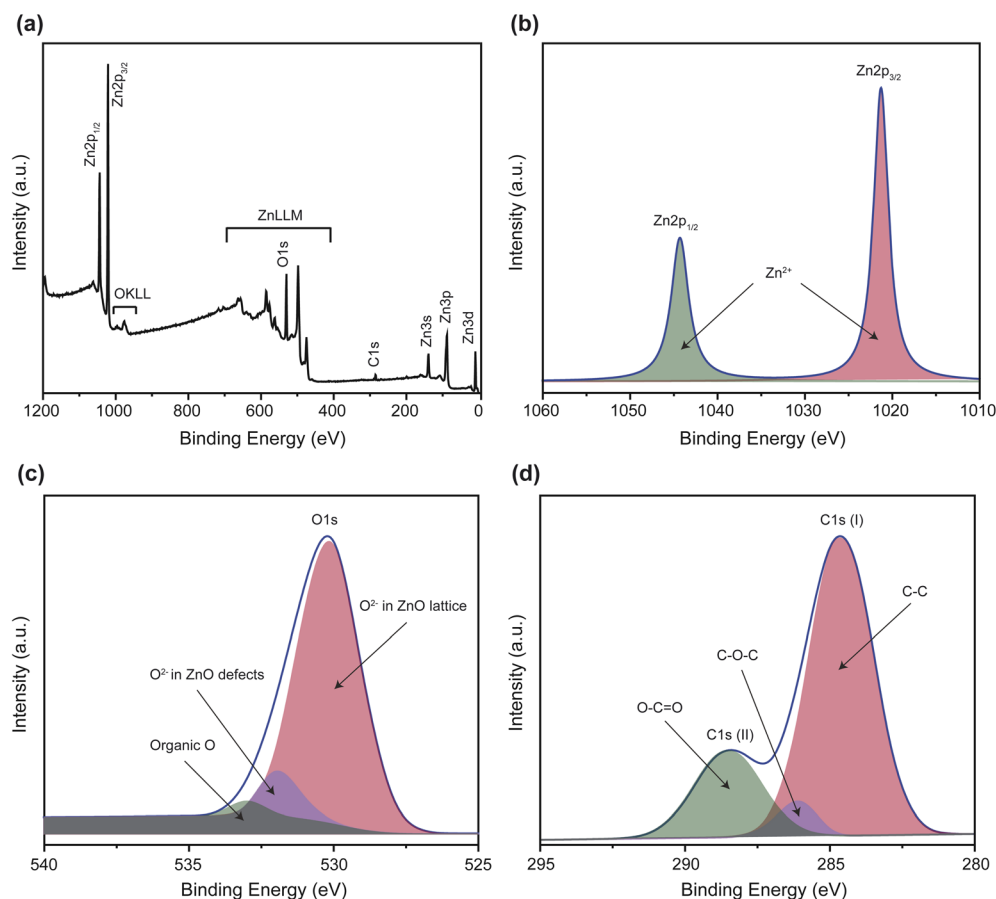 (a)
Zn2p3/2
Zn2p1/2
ZnLLM
O1s
OKLL
C1s
Zn3s
Zn3p
Zn3d
Intensity (a.u.)
1200 1000 800 600 400 200 0
Binding Energy (eV)
(b)
Zn2p3/2
Zn2p1/2
Zn2+
Intensity (a.u.)
1060 1050 1040 1030 1020 1010
Binding Energy (eV)
(c)
O1s
O2- in ZnO lattice
O2- in ZnO defects
Organic O
Intensity (a.u.)
540 535 530 525
Binding Energy (eV)
(d)
C1s (I)
C-C
C-O-C
O-C=O
C1s (II)
Intensity (a.u.)
295 290 285 280
Binding Energy (eV)